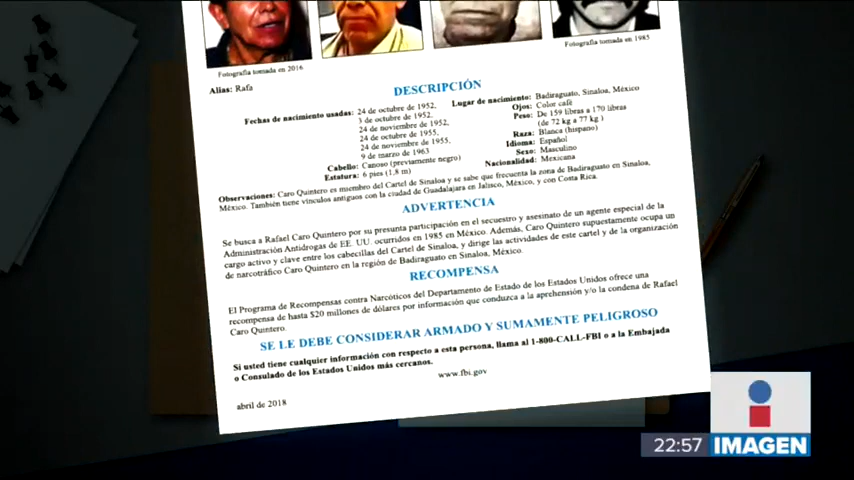 Fotografía tomada en 2016
Fotografía tomada en 1985
Alias: Rafa
DESCRIPCIÓN
Fechas de nacimiento usadas: 24 de octubre de 1952,
3 de octubre de 1952,
24 de noviembre de 1952,
24 de octubre de 1955,
24 de noviembre de 1955,
9 de marzo de 1963
Cabello: Canoso (previamente negro)
Estatura: 6 pies (1,8 m)
Lugar de nacimiento: Badiraguato, Sinaloa, México
Ojos: Color café
Peso: De 159 libras a 170 libras
(de 72 kg a 77 kg )
Raza: Blanca (hispano)
Idioma: Español
Sexo: Masculino
Nacionalidad: Mexicana
Observaciones: Caro Quintero es miembro del Cartel de Sinaloa y se sabe que frecuenta la zona de Badiraguato en Sinaloa,
México. También tiene vínculos antiguos con la ciudad de Guadalajara en Jalisco, México, y con Costa Rica.
ADVERTENCIA
Se busca a Rafael Caro Quintero por su presunta participación en el secuestro y asesinato de un agente especial de la
Administración Antidrogas de EE. UU. ocurridos en 1985 en México. Además, Caro Quintero supuestamente ocupa un
cargo activo y clave entre los cabecillas del Cartel de Sinaloa, y dirige las actividades de este cartel y de la organización
de narcotráfico Caro Quintero en la región de Badiraguato en Sinaloa, México.
RECOMPENSA
El Programa de Recompensas contra Narcóticos del Departamento de Estado de los Estados Unidos ofrece una
recompensa de hasta $20 millones de dólares por información que conduzca a la aprehensión y/o la condena de Rafael
Caro Quintero.
SE LE DEBE CONSIDERAR ARMADO Y SUMAMENTE PELIGROSO
Si usted tiene cualquier información con respecto a esta persona, llama al 1-800-CALL-FBI o a la Embajada
o Consulado de los Estados Unidos más cercanos.
www.fbi.gov
abril de 2018
22:57 IMAGEN